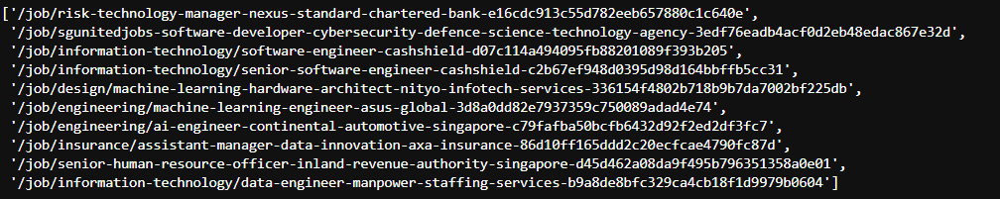 ['/job/risk-technology-manager-nexus-standard-chartered-bank-e16cdc913c55d782eeb657880c1c640e',
'/job/sgunitedjobs-software-developer-cybersecurity-defence-science-technology-agency-3edf76eadb4acf0d2eb48edac867e32d',
'/job/information-technology/software-engineer-cashshield-d07c114a494095fb88201089f393b205',
'/job/information-technology/senior-software-engineer-cashshield-c2b67ef948d0395d98d164bbffb5cc31',
'/job/design/machine-learning-hardware-architect-nityo-infotech-services-336154f4802b718b9b7da7002bf225db',
'/job/engineering/machine-learning-engineer-asus-global-3d8a0dd82e7937359c750089adad4e74',
'/job/engineering/ai-engineer-continental-automotive-singapore-c79fafba50bcfb6432d92f2ed2df3fc7',
'/job/insurance/assistant-manager-data-innovation-axa-insurance-86d10ff165ddd2c20ecfcae4790fc87d',
'/job/senior-human-resource-officer-inland-revenue-authority-singapore-d45d462a08da9f495b796351358a0e01',
'/job/information-technology/data-engineer-manpower-staffing-services-b9a8de8bfc329ca4cb18f1d9979b0604']